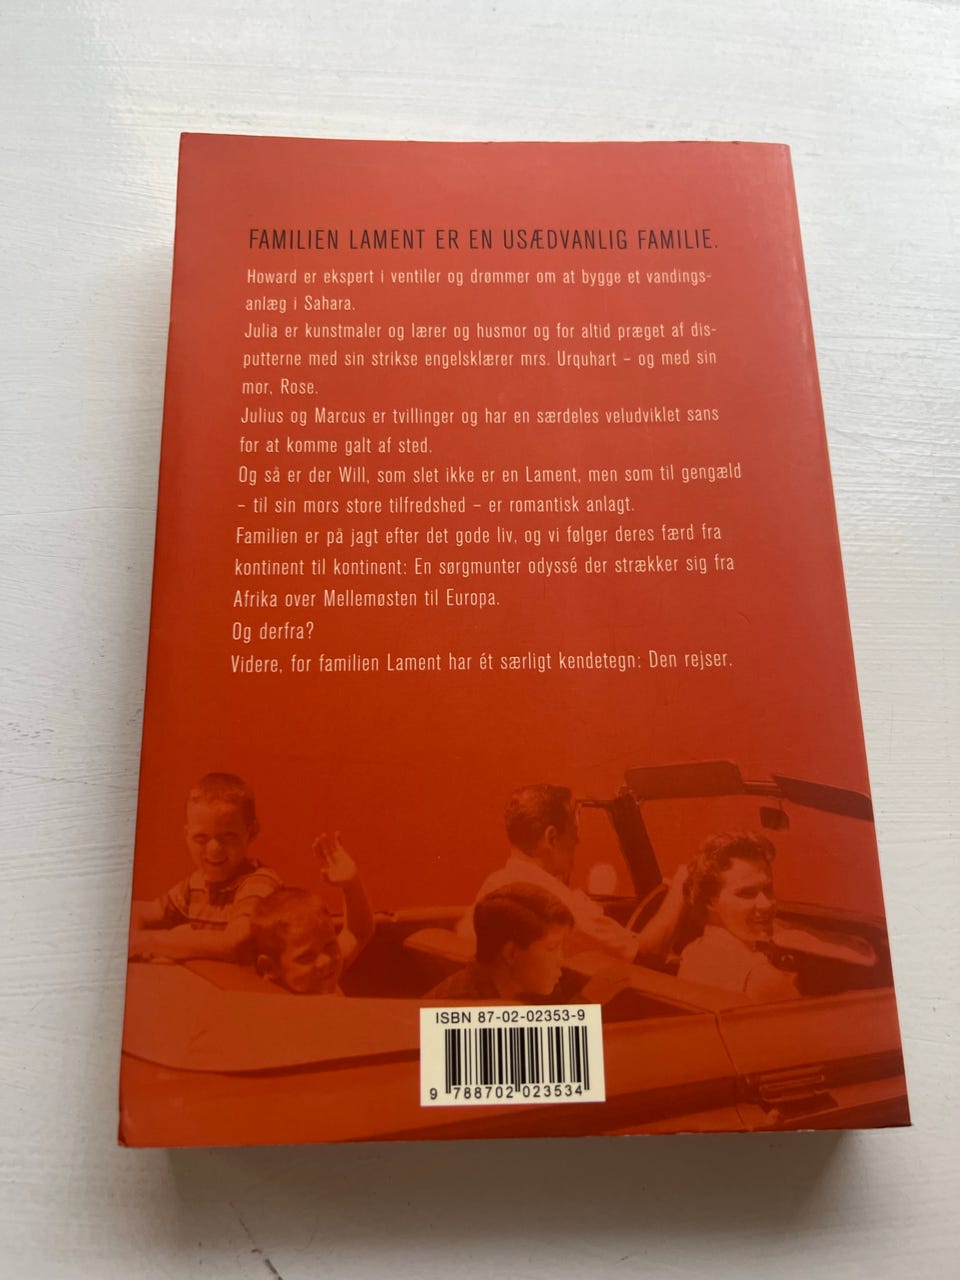 FAMILIEN LAMENT ER EN USÆDVANLIG FAMILIE.
Howard er ekspert i ventiler og drømmer om at bygge et vandings-
anlæg i Sahara.
Julia er kunstmaler og lærer og husmor og for altid præget af dis-
putterne med sin strikse engelsklærer mrs. Urquhart – og med sin
mor, Rose.
Julius og Marcus er tvillinger og har en særdeles veludviklet sans
for at komme galt af sted.
Og så er der Will, som slet ikke er en Lament, men som til gengæld
– til sin mors store tilfredshed – er romantisk anlagt.
Familien er på jagt efter det gode liv, og vi følger deres færd fra
kontinent til kontinent: En sørgmunter odyssé der strækker sig fra
Afrika over Mellemøsten til Europa.
Og derfra?
Videre, for familien Lament har ét særligt kendetegn: Den rejser.
ISBN 87-02-02353-9
9 788702 023534